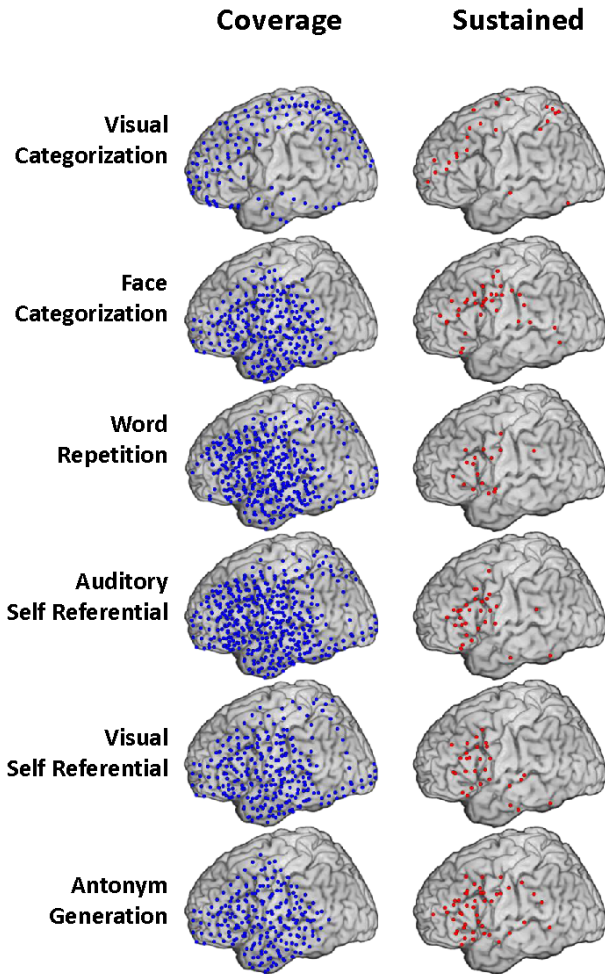 Coverage Sustained
Visual
Categorization
Face
Categorization
Word
Repetition
Auditory
Self Referential
Visual
Self Referential
Antonym
Generation